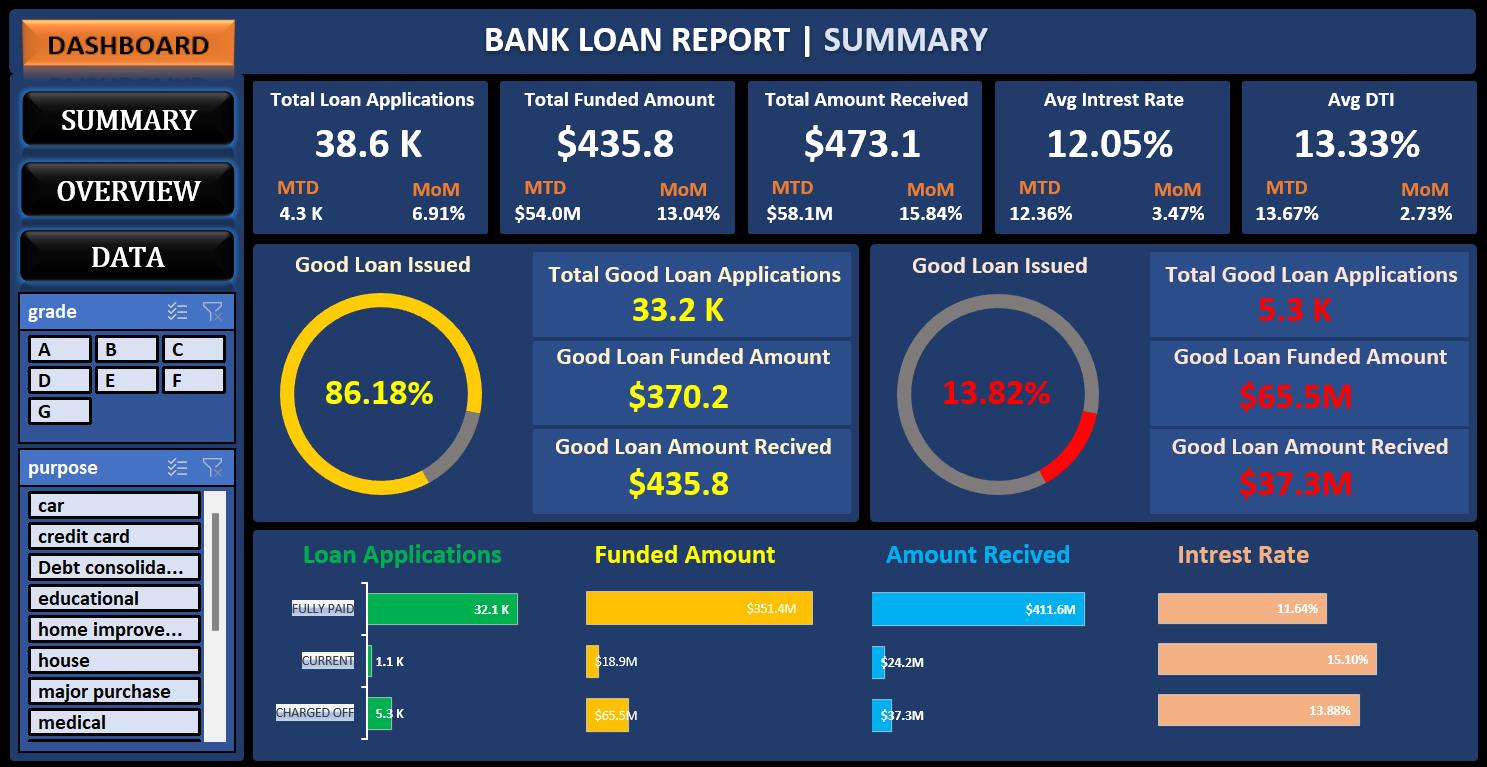 DASHBOARD
BANK LOAN REPORT | SUMMARY
SUMMARY
OVERVIEW
DATA
grade
A B C
D E F
G
purpose
car
credit card
Debt consolida...
educational
home improve...
house
major purchase
medical
Total Loan Applications
38.6 K
MTD MoM
4.3 K 6.91%
Total Funded Amount
$435.8
MTD MoM
$54.0M 13.04%
Total Amount Received
$473.1
MTD MoM
$58.1M 15.84%
Avg Intrest Rate
12.05%
MTD MoM
12.36% 3.47%
Avg DTI
13.33%
MTD MoM
13.67% 2.73%
Good Loan Issued
86.18%
Total Good Loan Applications
33.2 K
Good Loan Funded Amount
$370.2
Good Loan Amount Recived
$435.8
Good Loan Issued
13.82%
Total Good Loan Applications
5.3 K
Good Loan Funded Amount
$65.5M
Good Loan Amount Recived
$37.3M
Loan Applications Funded Amount Amount Recived Intrest Rate
FULLY PAID 32.1 K $351.4M $411.6M 11.64%
CURRENT 1.1 K $18.9M $24.2M 15.10%
CHARGED OFF 5.3 K $65.5M $37.3M 13.88%